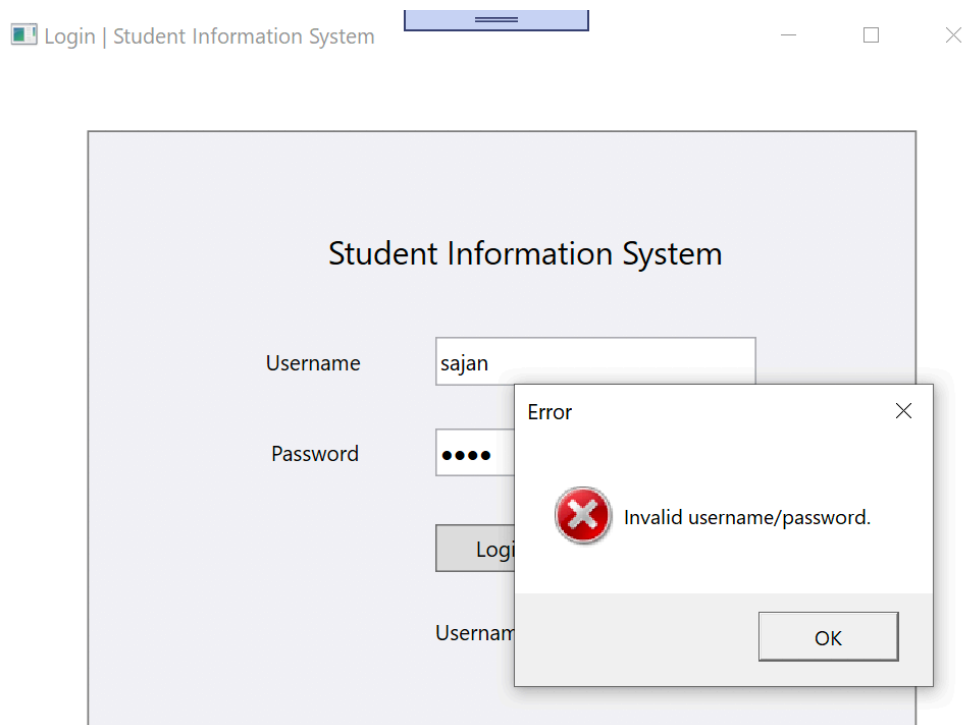 Login | Student Information System
Student Information System
Username
sajan
Password
Error
Invalid username/password.
OK